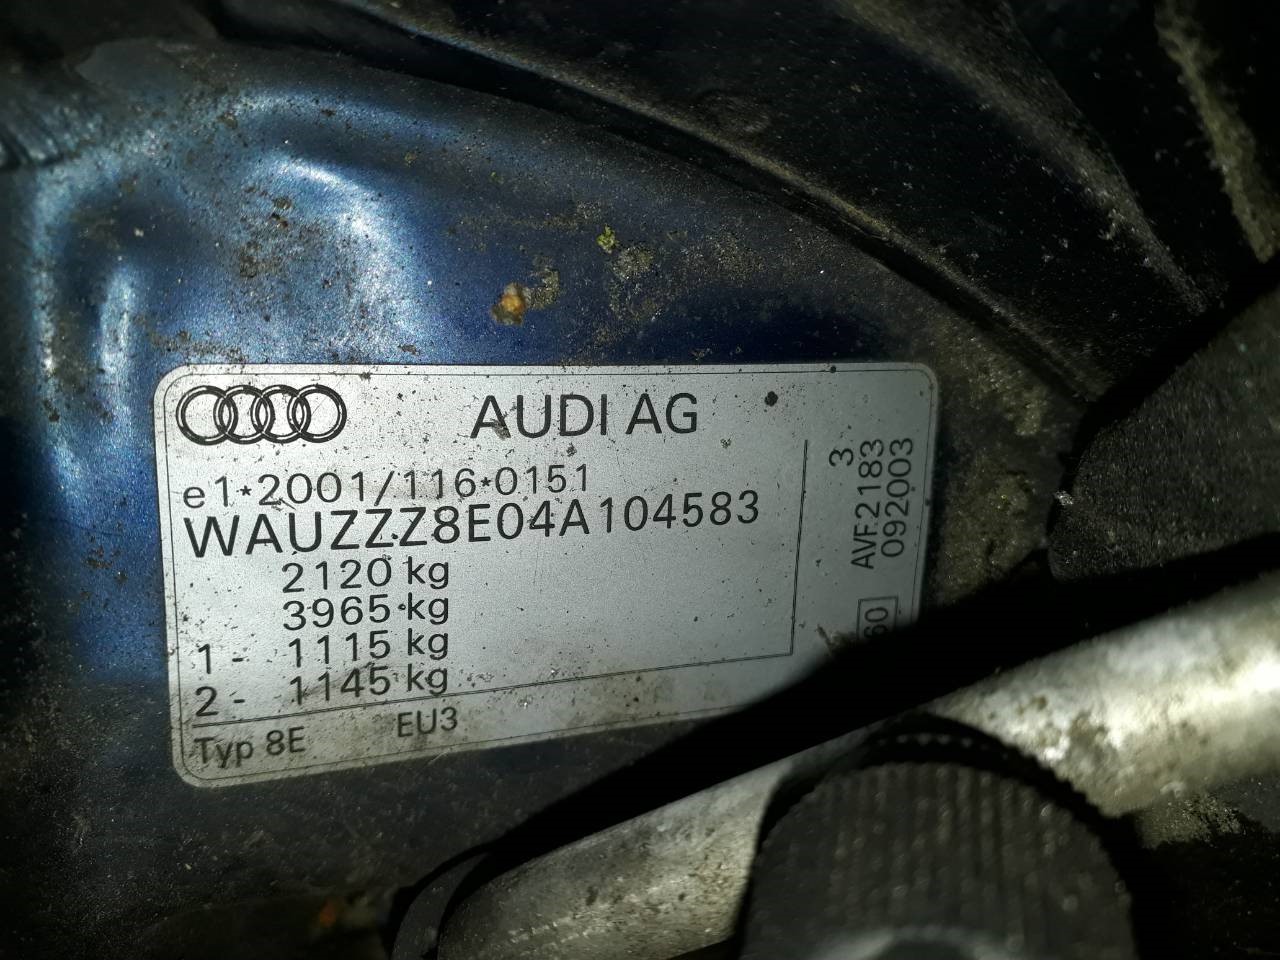 AUDI AG
e1*2001/116*0151
WAUZZZ8E04A104583
2120 kg
3965 kg
1 - 1115 kg
2 - 1145 kg
Typ 8E EU3
3
AVF.2183
092003
60